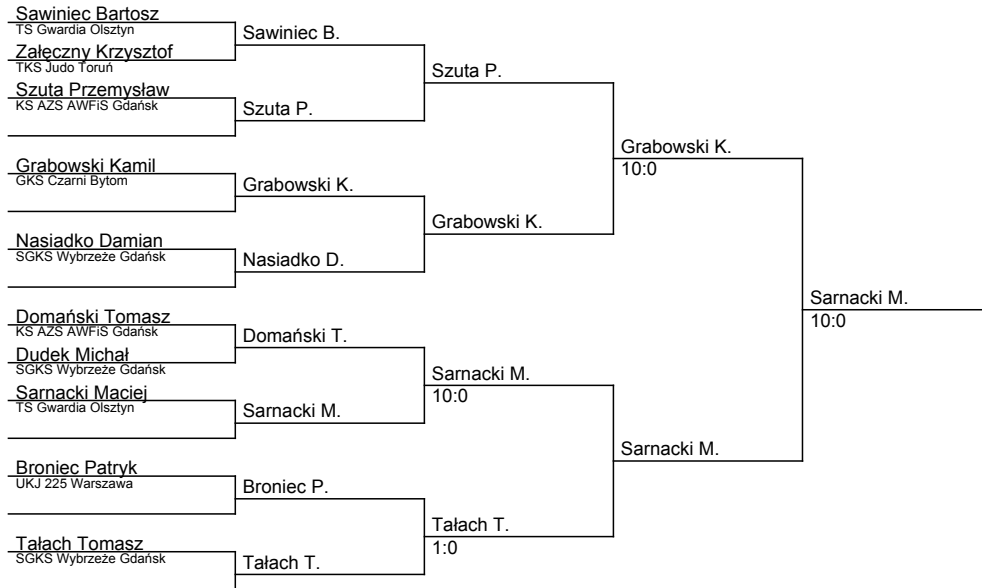 Sawiniec Bartosz
TS Gwardia Olsztyn
Sawiniec B.
Załęczny Krzysztof
TKS Judo Toruń
Szuta P.
Szuta Przemysław
KS AZS AWFiS Gdańsk
Szuta P.
Grabowski K.
10:0
Grabowski Kamil
GKS Czarni Bytom
Grabowski K.
Grabowski K.
Nasiadko Damian
SGKS Wybrzeże Gdańsk
Nasiadko D.
Sarnacki M.
10:0
Domański Tomasz
KS AZS AWFiS Gdańsk
Domański T.
Dudek Michał
SGKS Wybrzeże Gdańsk
Sarnacki M.
10:0
Sarnacki Maciej
TS Gwardia Olsztyn
Sarnacki M.
Sarnacki M.
Broniec Patryk
UKJ 225 Warszawa
Broniec P.
Tałach T.
1:0
Tałach Tomasz
SGKS Wybrzeże Gdańsk
Tałach T.